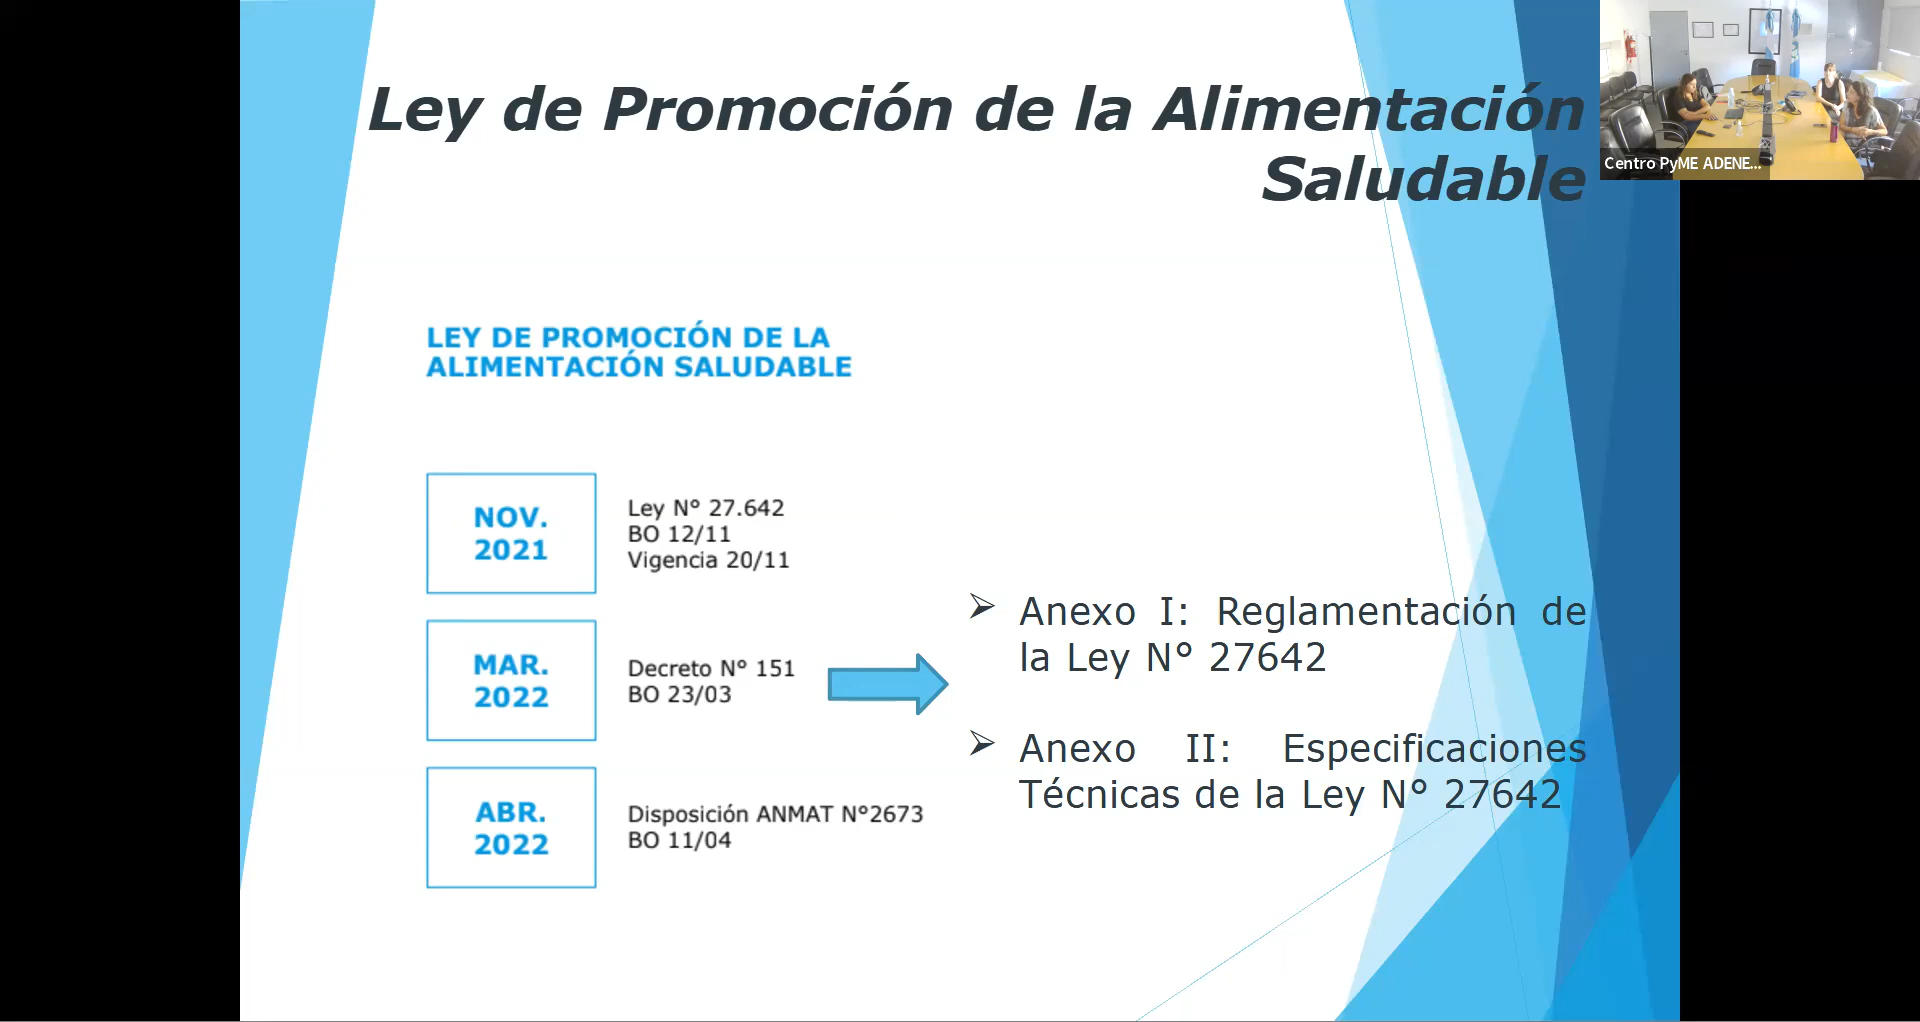 Ley de Promoción de la Alimentación
Saludable
Centro PyME ADENE...
LEY DE PROMOCIÓN DE LA
ALIMENTACIÓN SALUDABLE
NOV.
2021
Ley N° 27.642
BO 12/11
Vigencia 20/11
MAR.
2022
Decreto N° 151
BO 23/03
ABR.
2022
Disposición ANMAT N°2673
BO 11/04
➢ Anexo I: Reglamentación de
la Ley N° 27642
➢ Anexo II: Especificaciones
Técnicas de la Ley N° 27642